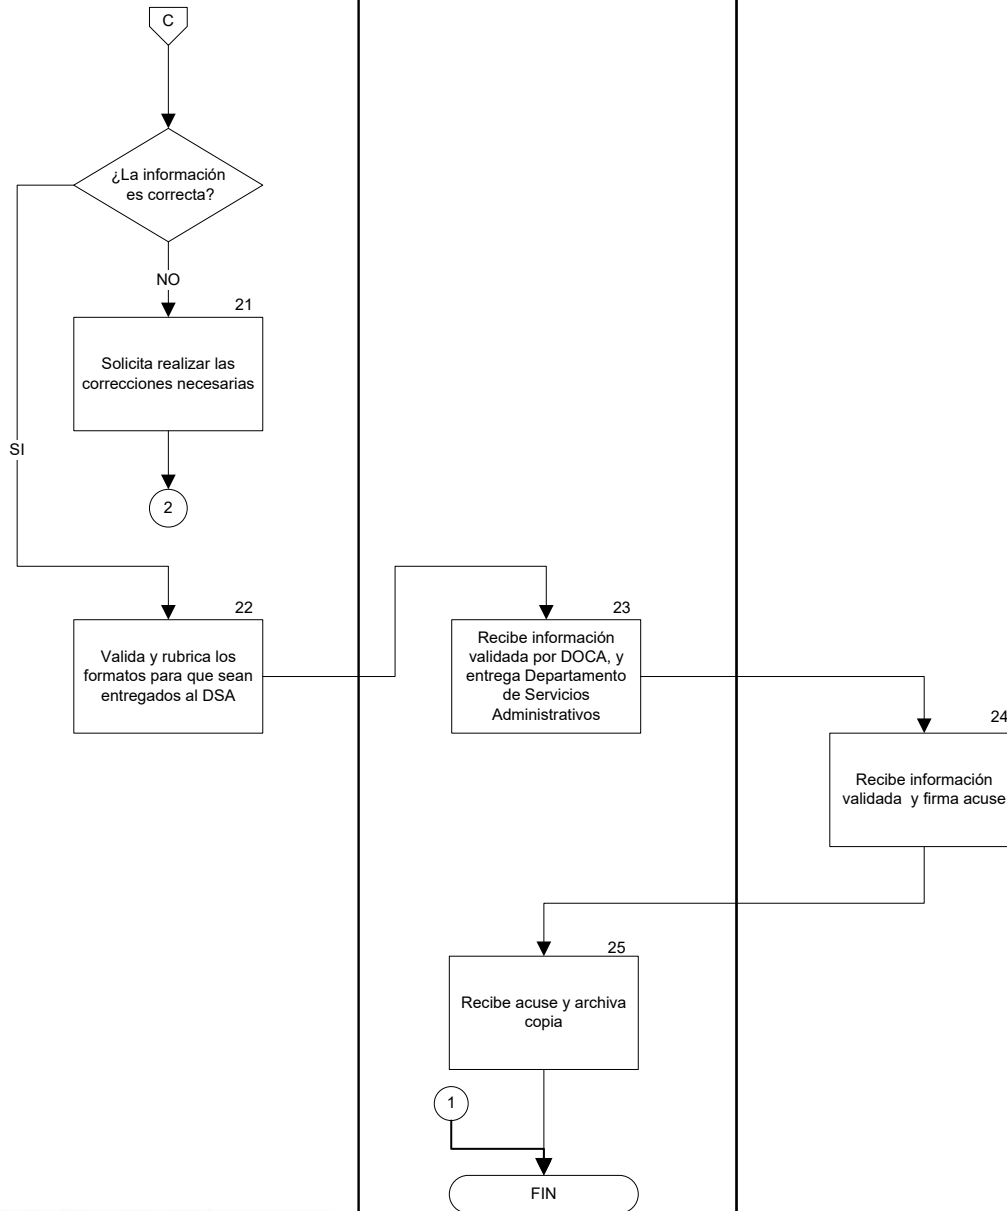 C
¿La información
es correcta?
NO
21
Solicita realizar las
correcciones necesarias
SI
2
22
Valida y rubrica los
formatos para que sean
entregados al DSA
23
Recibe información
validada por DOCA, y
entrega Departamento
de Servicios
Administrativos
24
Recibe información
validada  y firma acuse
25
Recibe acuse y archiva
copia
1
FIN